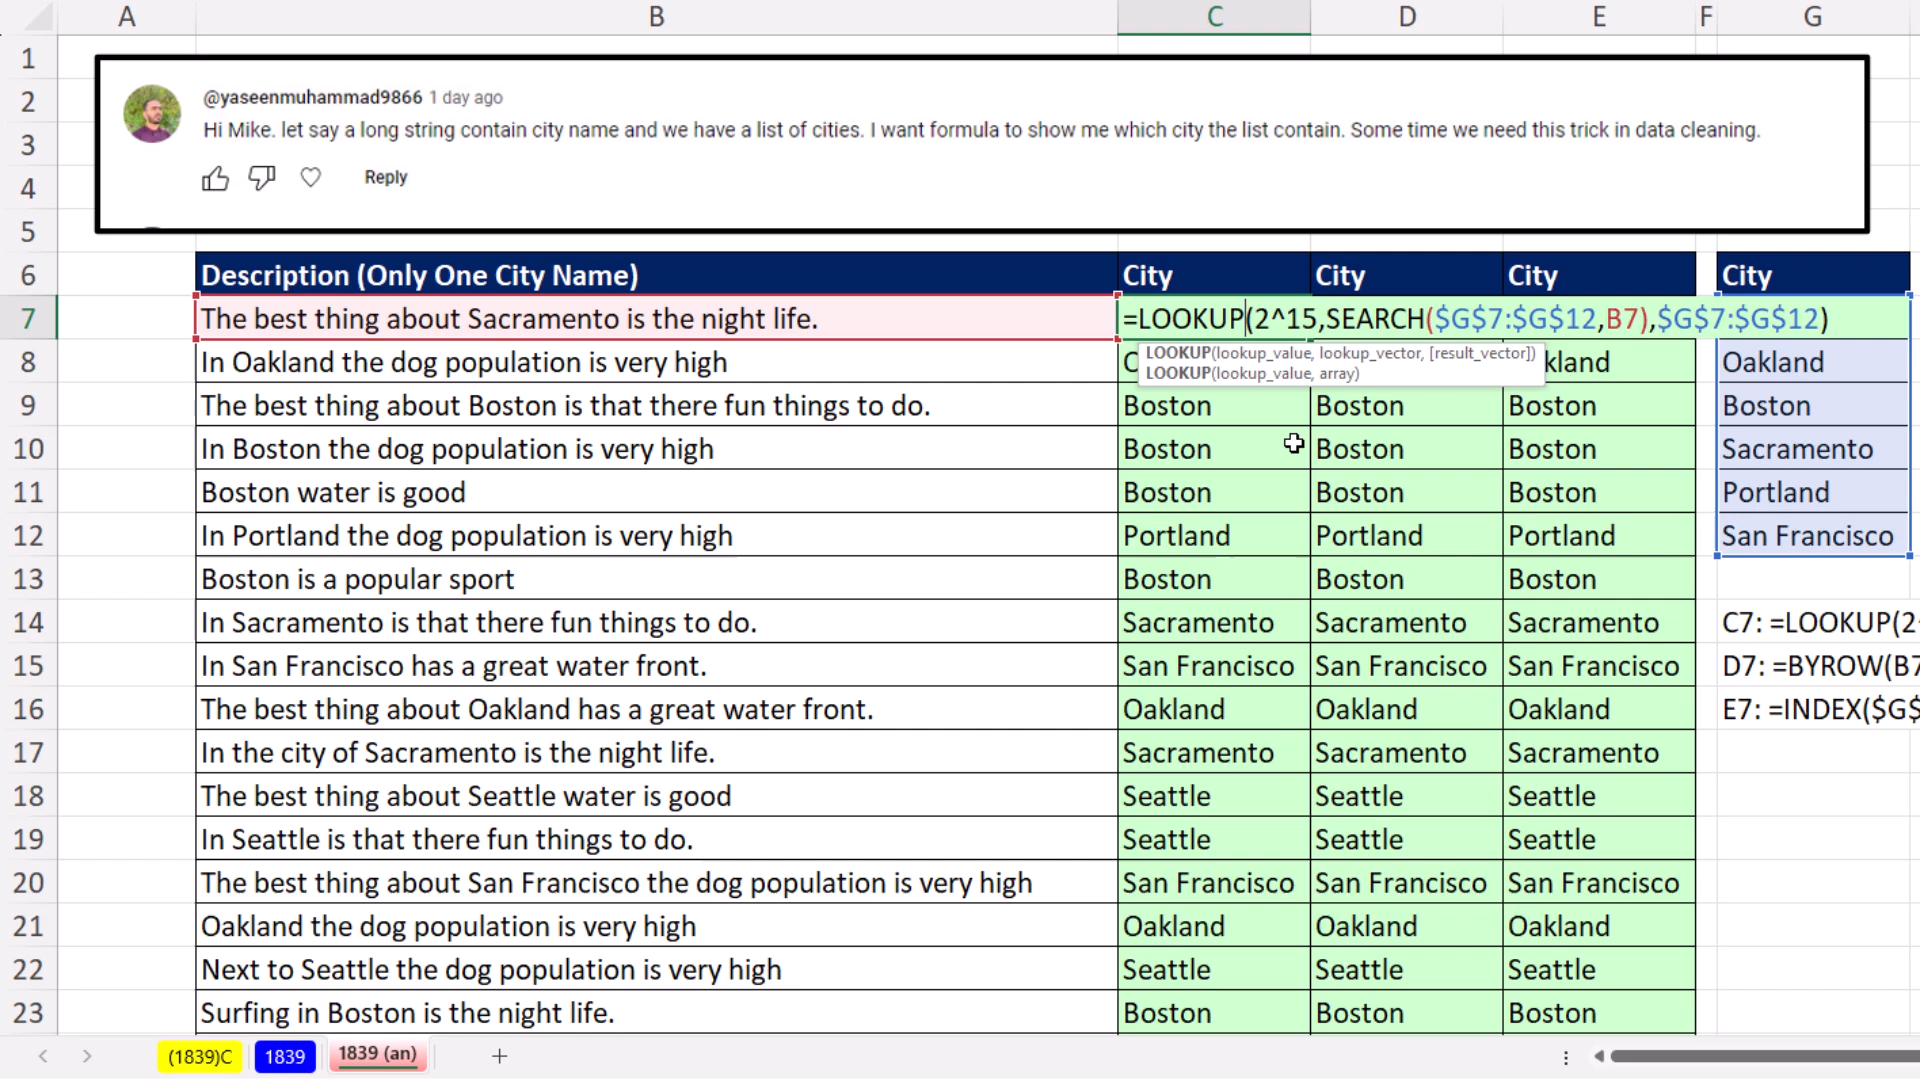 A B C D E F G
1
@yaseenmuhammad9866 1 day ago
2
Hi Mike. let say a long string contain city name and we have a list of cities. I want formula to show me which city the list contain. Some time we need this trick in data cleaning.
3
4 Reply
5
6 Description (Only One City Name) City City City City
7 The best thing about Sacramento is the night life. =LOOKUP(2^15,SEARCH($G$7:$G$12,B7),$G$7:$G$12)
LOOKUP(lookup_value, lookup_vector, [result_vector])
LOOKUP(lookup_value, array)
8 In Oakland the dog population is very high O kland Oakland
9 The best thing about Boston is that there fun things to do. Boston Boston Boston Boston
10 In Boston the dog population is very high Boston Boston Boston Sacramento
11 Boston water is good Boston Boston Boston Portland
12 In Portland the dog population is very high Portland Portland Portland San Francisco
13 Boston is a popular sport Boston Boston Boston
14 In Sacramento is that there fun things to do. Sacramento Sacramento Sacramento C7: =LOOKUP(2^
15 In San Francisco has a great water front. San Francisco San Francisco San Francisco D7: =BYROW(B7
16 The best thing about Oakland has a great water front. Oakland Oakland Oakland E7: =INDEX($G$
17 In the city of Sacramento is the night life. Sacramento Sacramento Sacramento
18 The best thing about Seattle water is good Seattle Seattle Seattle
19 In Seattle is that there fun things to do. Seattle Seattle Seattle
20 The best thing about San Francisco the dog population is very high San Francisco San Francisco San Francisco
21 Oakland the dog population is very high Oakland Oakland Oakland
22 Next to Seattle the dog population is very high Seattle Seattle Seattle
23 Surfing in Boston is the night life. Boston Boston Boston
(1839)C 1839 1839 (an)